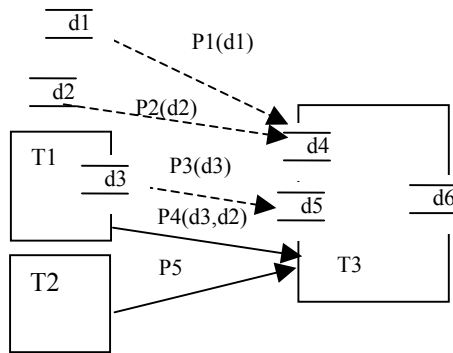 d1
P1(d1)
d2
P2(d2)
d4
T1
d3
P3(d3)
d5
d6
P4(d3,d2)
T2
P5
T3